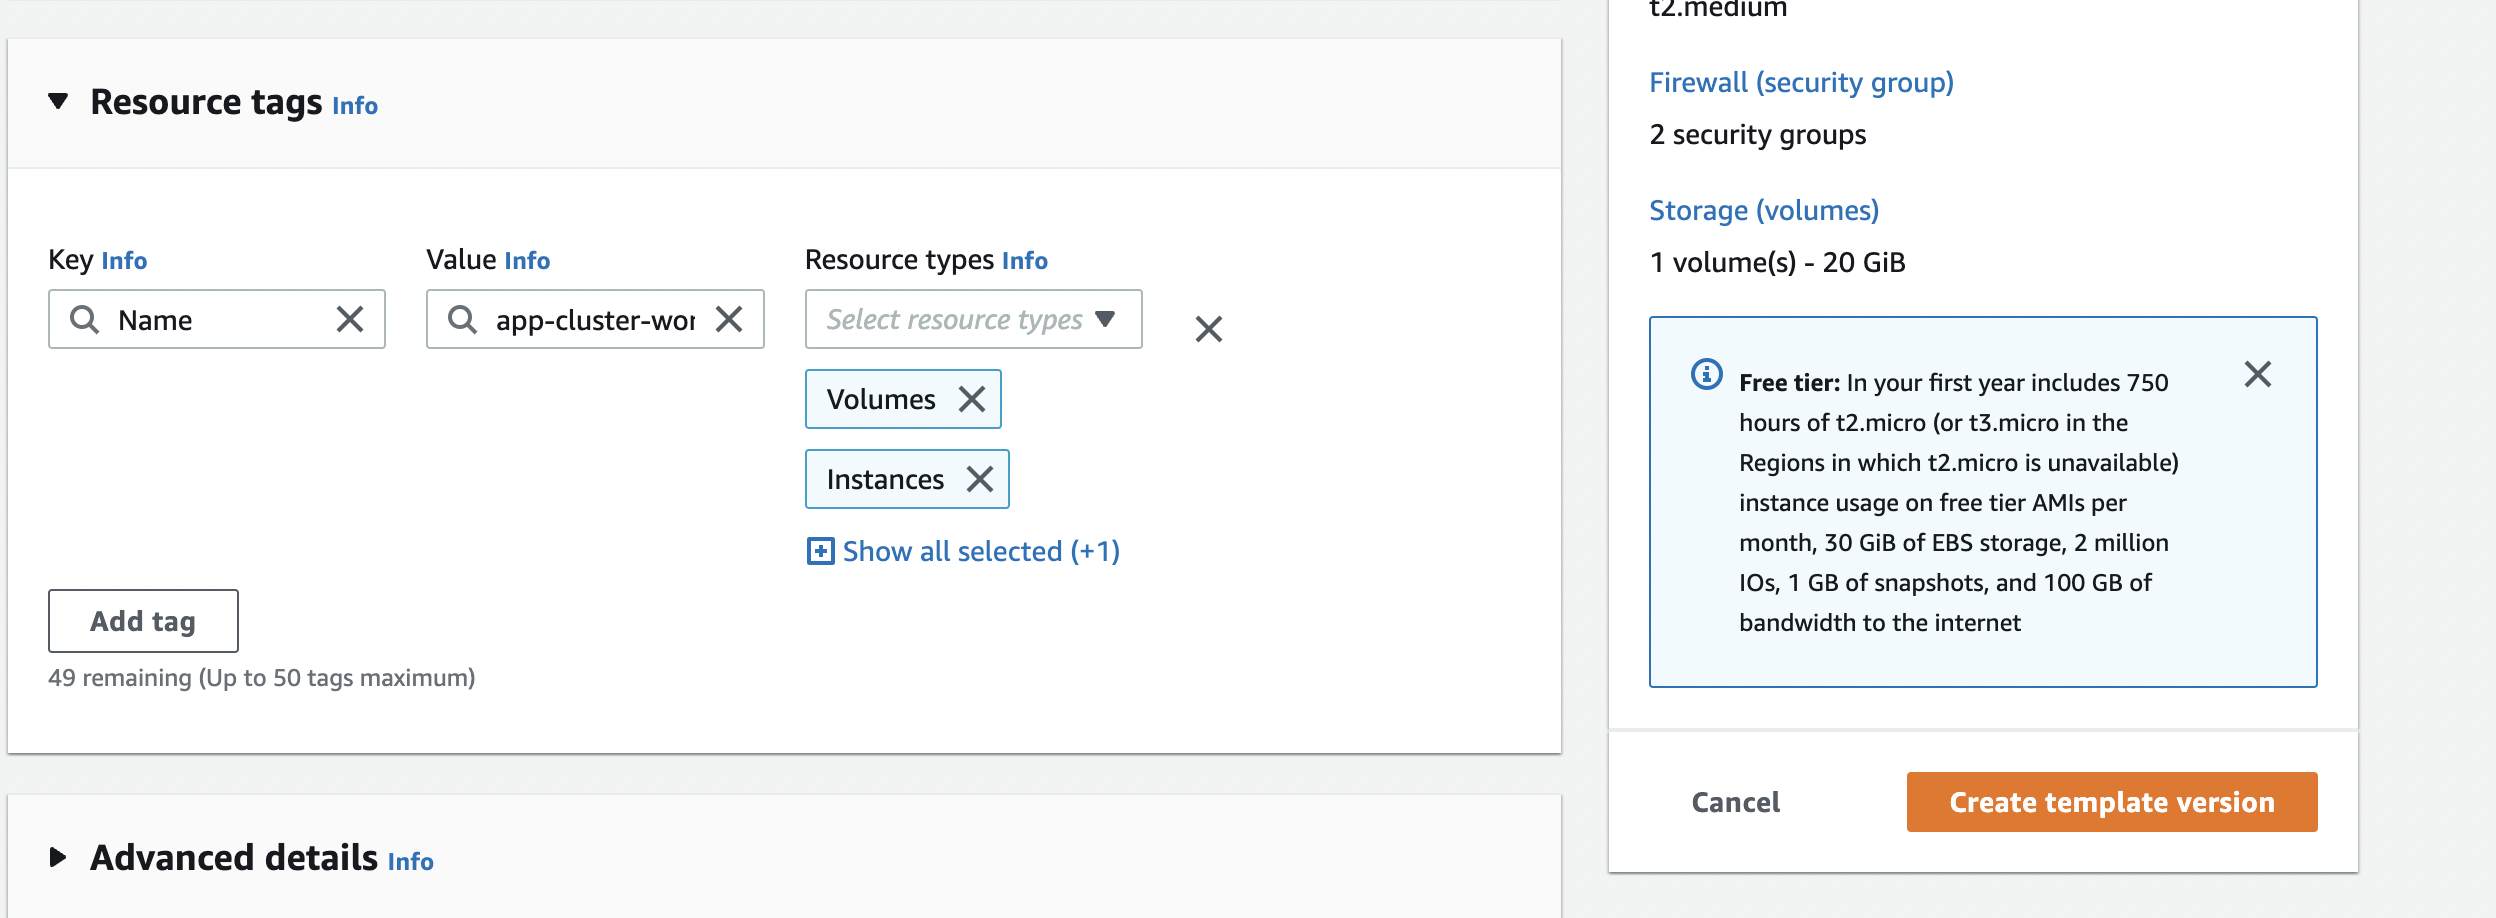 Resource tags Info
Key Info
Value Info
Resource types Info
Name
app-cluster-wor
Select resource types
Volumes
Instances
Show all selected (+1)
Add tag
49 remaining (Up to 50 tags maximum)
Advanced details Info
t2.medium
Firewall (security group)
2 security groups
Storage (volumes)
1 volume(s) - 20 GiB
Free tier: In your first year includes 750
hours of t2.micro (or t3.micro in the
Regions in which t2.micro is unavailable)
instance usage on free tier AMIs per
month, 30 GiB of EBS storage, 2 million
IOs, 1 GB of snapshots, and 100 GB of
bandwidth to the internet
Cancel
Create template version